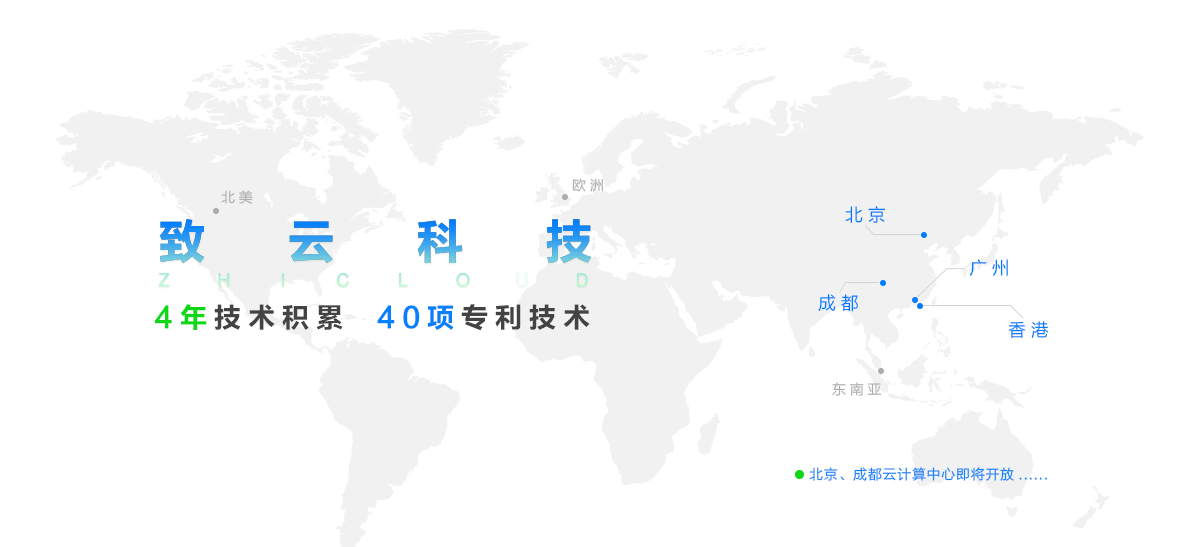 北美
欧洲
致云科技
ZHICLOUD
4年技术积累 40项专利技术
北京
广州
成都
香港
东南亚
北京、成都云计算中心即将开放 ……